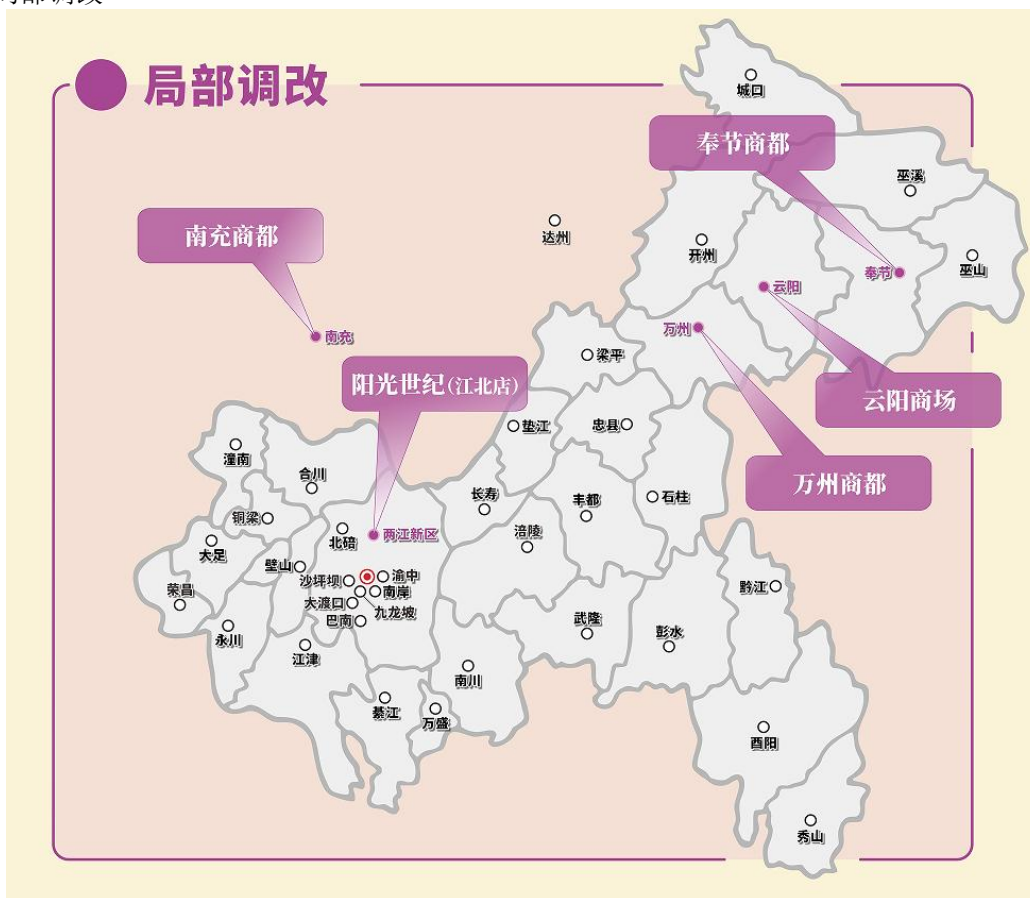 局部调改
城口
奉节商都
巫溪
南充商都
达州
开州
巫山
奉节
云阳
万州
南充
梁平
阳光世纪(江北店)
云阳商场
垫江
忠县
潼南
合川
万州商都
长寿
丰都
石柱
铜梁
北碚
两江新区
涪陵
大足
璧山
沙坪坝
渝中
荣昌
大渡口
南岸
九龙坡
黔江
巴南
武隆
彭水
永川
江津
南川
綦江
万盛
酉阳
秀山